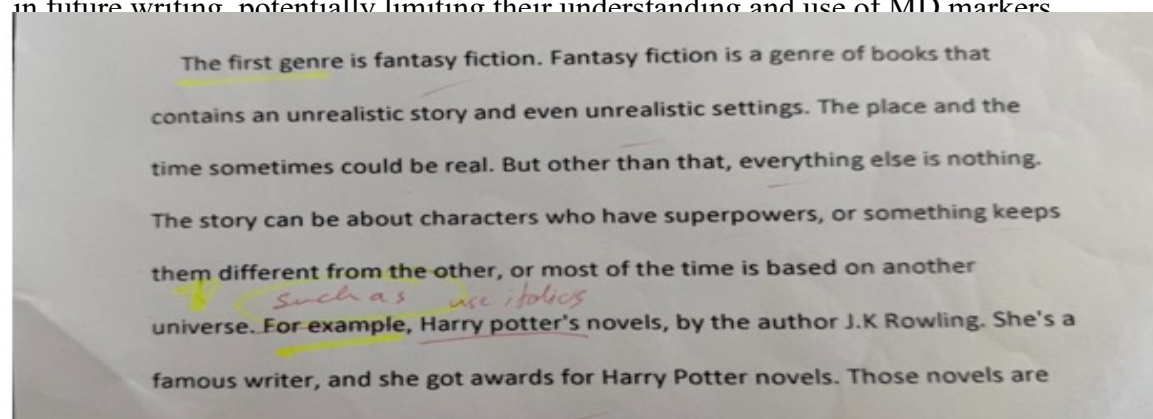 in future writing, potentially limiting their understanding and use of MD markers
The first genre is fantasy fiction. Fantasy fiction is a genre of books that
contains an unrealistic story and even unrealistic settings. The place and the
time sometimes could be real. But other than that, everything else is nothing.
The story can be about characters who have superpowers, or something keeps
them different from the other, or most of the time is based on another
such as use italics
universe. For example, Harry potter's novels, by the author J.K Rowling. She's a
famous writer, and she got awards for Harry Potter novels. Those novels are